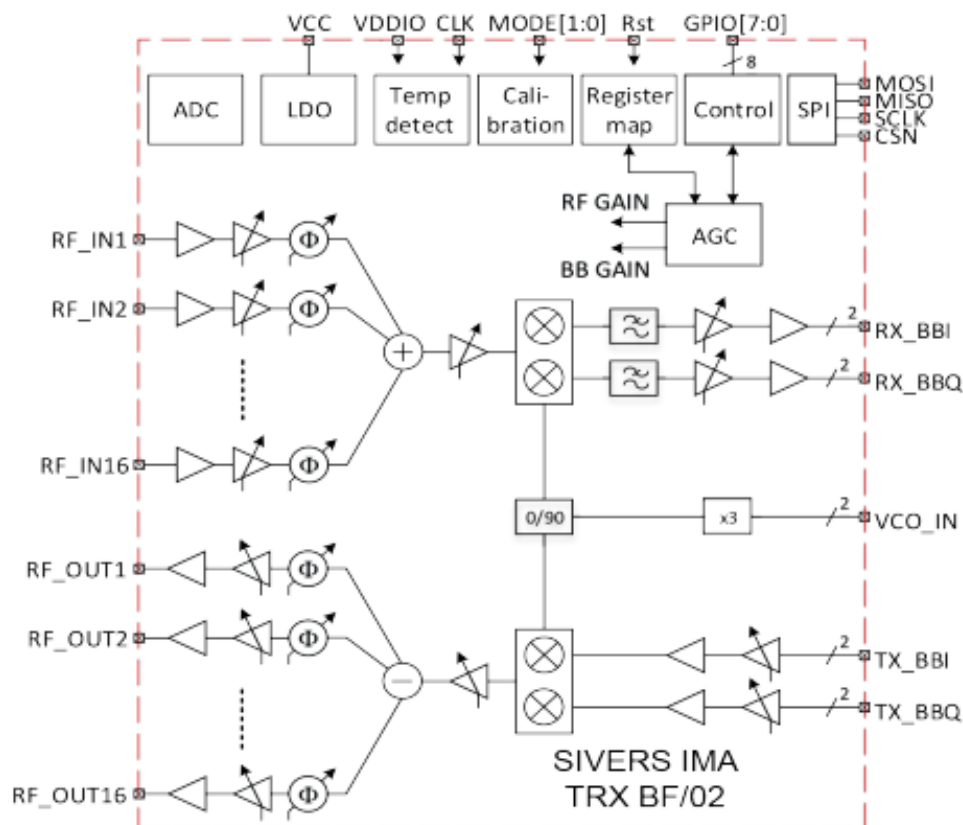 VCC VDDIO CLK MODE[1:0] Rst GPIO[7:0]
8
ADC
LDO
Temp
detect
Cali-
bration
Register
map
Control
SPI
MOSI
MISO
SCLK
CSN
RF GAIN
BB GAIN
AGC
RF_IN1
Φ
RF_IN2
Φ
+
2
RX_BBI
2
RX_BBQ
RF_IN16
Φ
0/90
x3
2
VCO_IN
RF_OUT1
Φ
RF_OUT2
Φ
−
2
TX_BBI
2
TX_BBQ
RF_OUT16
Φ
SIVERS IMA
TRX BF/02